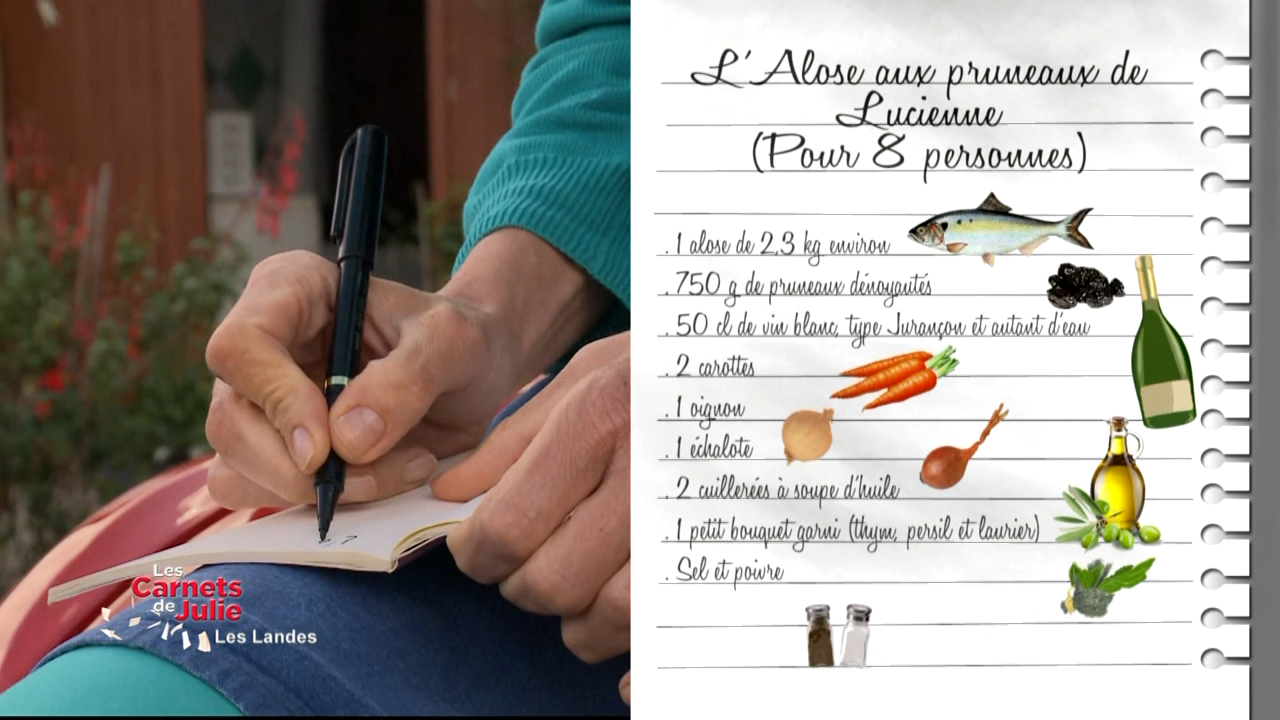 L'Alose aux pruneaux de
Lucienne
(Pour 8 personnes)
. 1 alose de 2,3 kg environ
. 750 g de pruneaux dénoyautés
. 50 cl de vin blanc, type Jurançon et autant d'eau
. 2 carottes
. 1 oignon
. 1 échalote
. 2 cuillerées à soupe d'huile
. 1 petit bouquet garni (thym, persil et laurier)
. Sel et poivre
Les
Carnets
de Julie
Les Landes